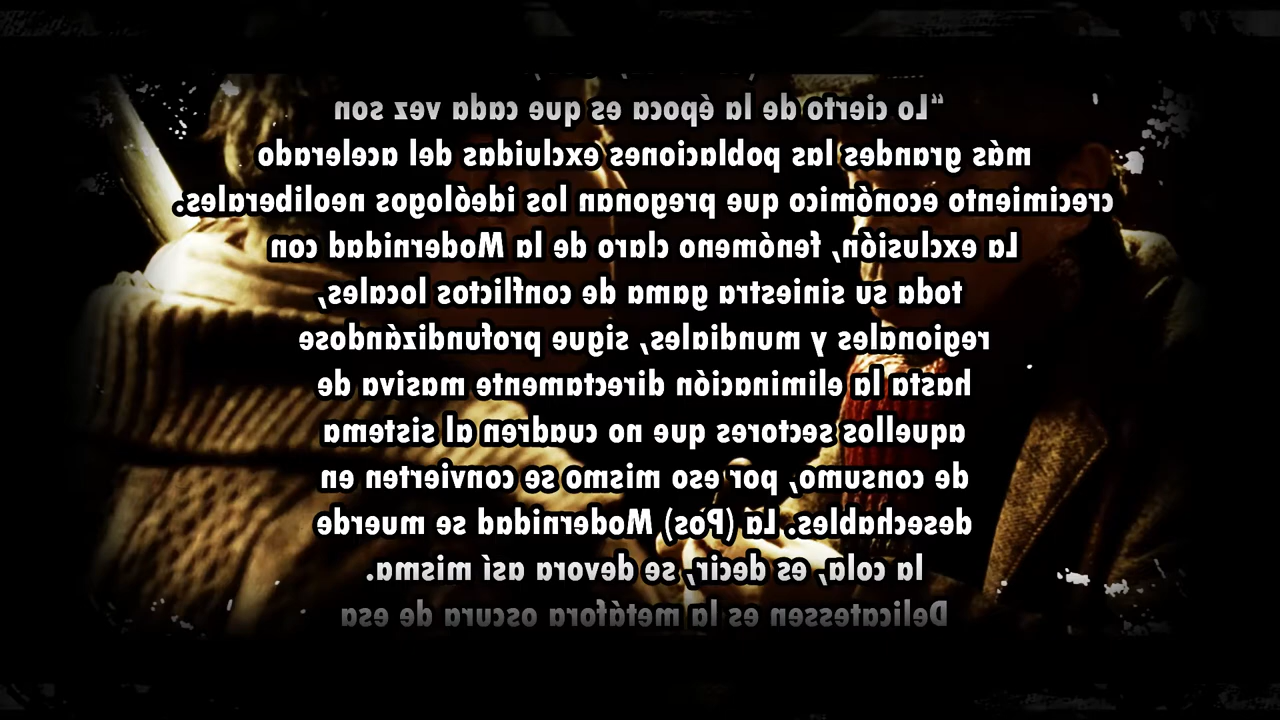 “Lo cierto de la época es que cada vez son
más grandes las poblaciones excluidas del acelerado
crecimiento económico que pregonan los ideólogos neoliberales.
La exclusión, fenómeno claro de la Modernidad con
toda su siniestra gama de conflictos locales,
regionales y mundiales, sigue profundizándose
hasta la eliminación directamente masiva de
aquellos sectores que no cuadren al sistema
de consumo, por eso mismo se convierten en
desechables. La (Pos) Modernidad se muerde
la cola, es decir, se devora así misma.
Delicatessen es la metáfora oscura de esa